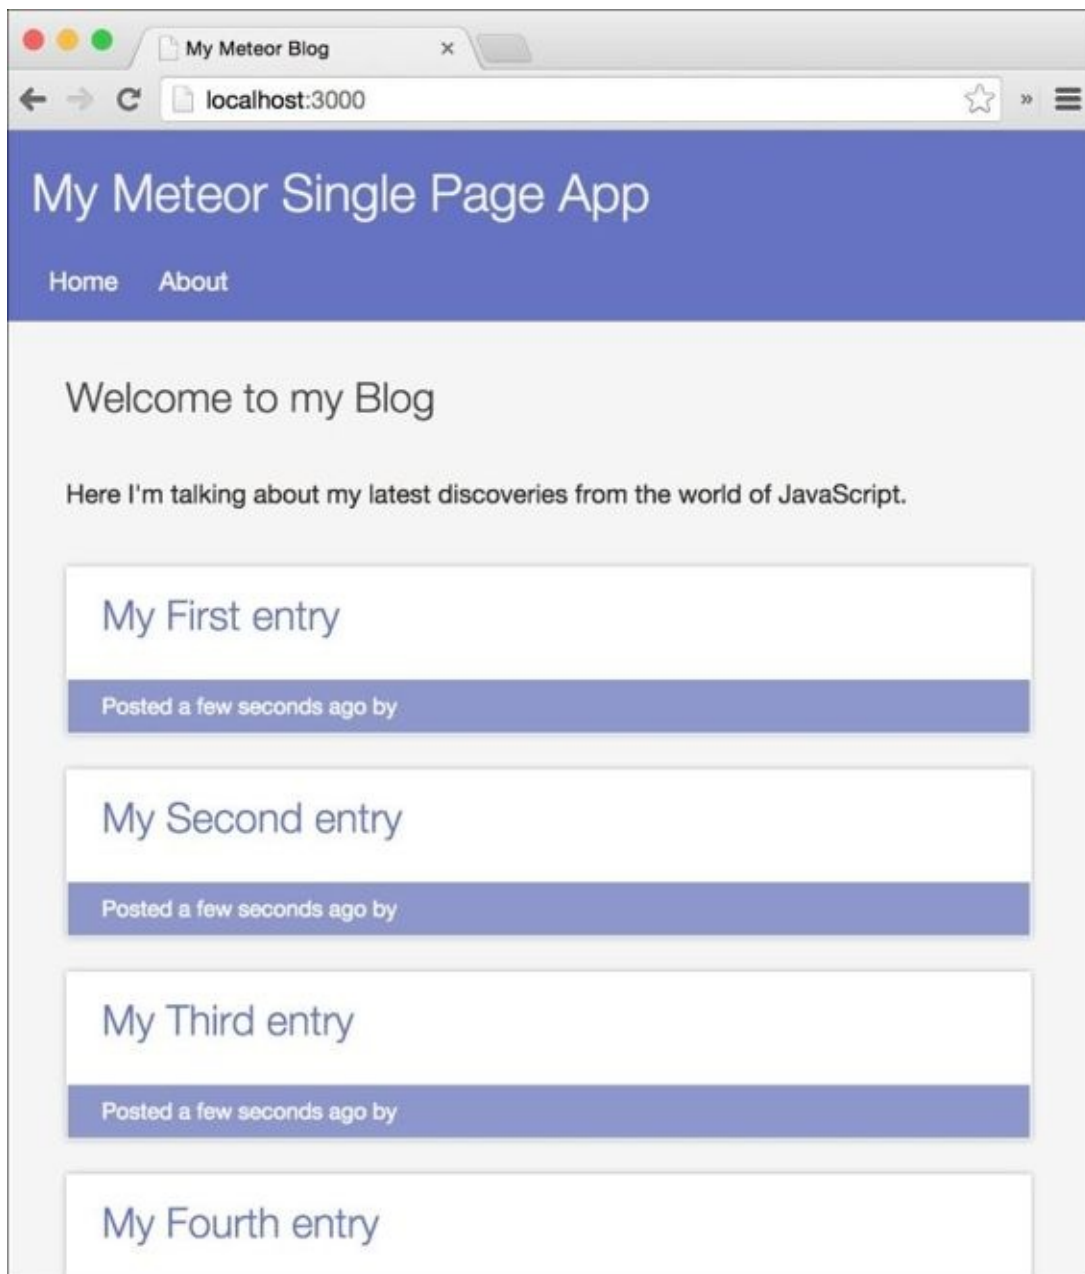 My Meteor Blog
localhost:3000
My Meteor Single Page App
Home About
Welcome to my Blog
Here I'm talking about my latest discoveries from the world of JavaScript.
My First entry
Posted a few seconds ago by
My Second entry
Posted a few seconds ago by
My Third entry
Posted a few seconds ago by
My Fourth entry